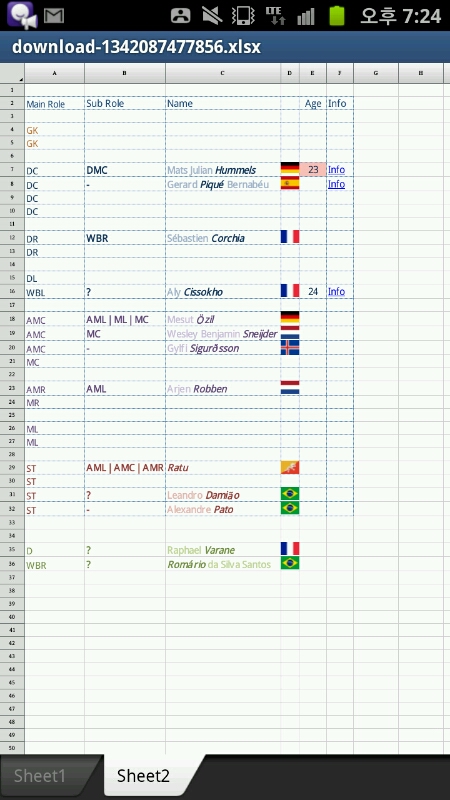 LTE 오후 7:24
download-1342087477856.xlsx
A B C D E F G H
1
2 Main Role Sub Role Name Age Info
3
4 GK
5 GK
6
7 DC DMC Mats Julian Hummels 23 Info
8 DC - Gerard Piqué Bernabéu Info
9 DC
10 DC
11
12 DR WBR Sébastien Corchia
13 DR
14
15 DL
16 WBL ? Aly Cissokho 24 Info
17
18 AMC AML | ML | MC Mesut Özil
19 AMC MC Wesley Benjamin Sneijder
20 AMC - Gylfi Sigurðsson
21 MC
22
23 AMR AML Arjen Robben
24 MR
25
26 ML
27 ML
28
29 ST AML | AMC | AMR Ratu
30 ST
31 ST ? Leandro Damião
32 ST - Alexandre Pato
33
34
35 D ? Raphael Varane
36 WBR ? Romário da Silva Santos
37
38
39
40
41
42
43
44
45
46
47
48
49
50
Sheet1 Sheet2